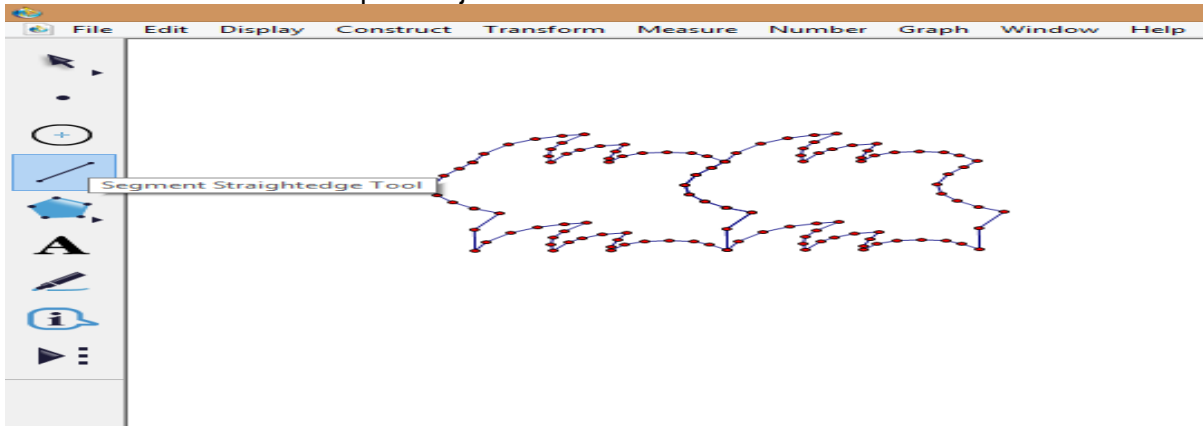 File Edit Display Construct Transform Measure Number Graph Window Help
Segment Straightedge Tool
A
i